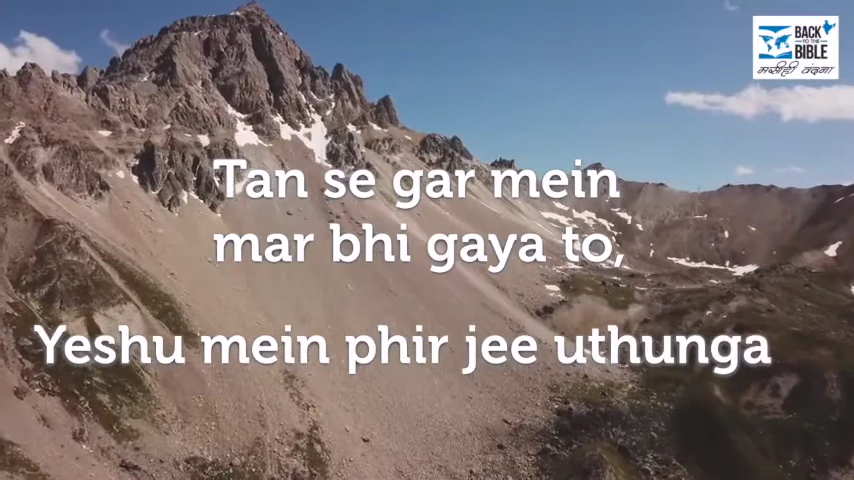 BACK
TO THE
BIBLE
मसीही वंदना
Tan se gar mein
mar bhi gaya to,
Yeshu mein phir jee uthunga